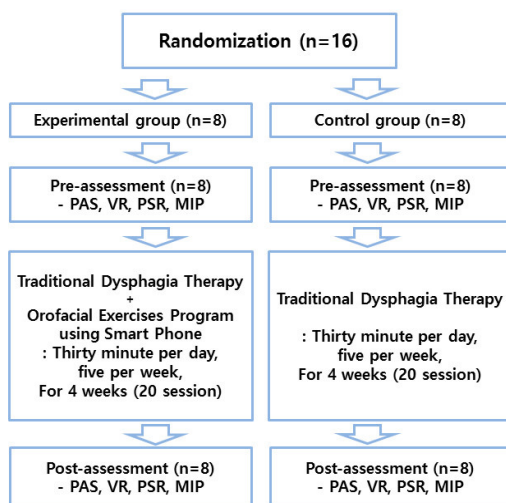 Randomization (n=16)
Experimental group (n=8)
Control group (n=8)
Pre-assessment (n=8)
- PAS, VR, PSR, MIP
Pre-assessment (n=8)
- PAS, VR, PSR, MIP
Traditional Dysphagia Therapy
+
Orofacial Exercises Program
using Smart Phone
: Thirty minute per day,
five per week,
For 4 weeks (20 session)
Traditional Dysphagia Therapy
: Thirty minute per day,
five per week,
For 4 weeks (20 session)
Post-assessment (n=8)
- PAS, VR, PSR, MIP
Post-assessment (n=8)
- PAS, VR, PSR, MIP